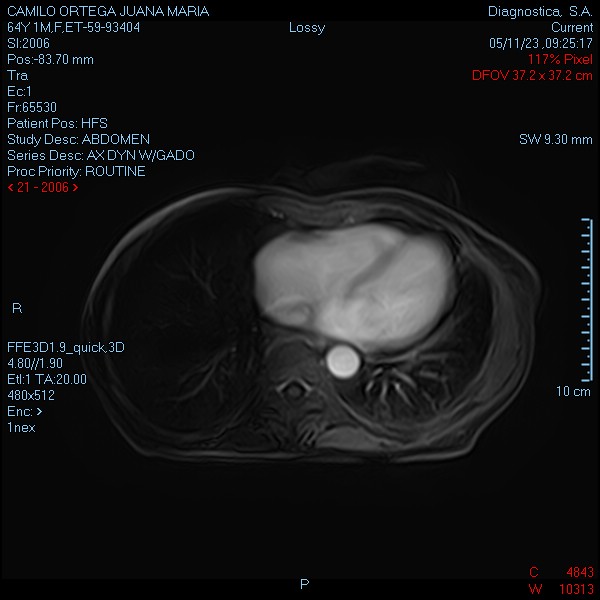 CAMILO ORTEGA JUANA MARIA
64Y 1M,F,ET-59-93404
SI:2006
Pos:-83.70 mm
Tra
Ec:1
Fr:65530
Patient Pos: HFS
Study Desc: ABDOMEN
Series Desc: AX DYN W/GADO
Proc Priority: ROUTINE
< 21 - 2006 >
Lossy
Diagnostica, S.A.
Current
05/11/23 ,09:25:17
117% Pixel
DFOV 37.2 x 37.2 cm
SW 9.30 mm
R
10 cm
FFE3D1.9_quick,3D
4.80//1.90
Etl:1 TA:20.00
480x512
Enc: >
1nex
P
C 4843
W 10313